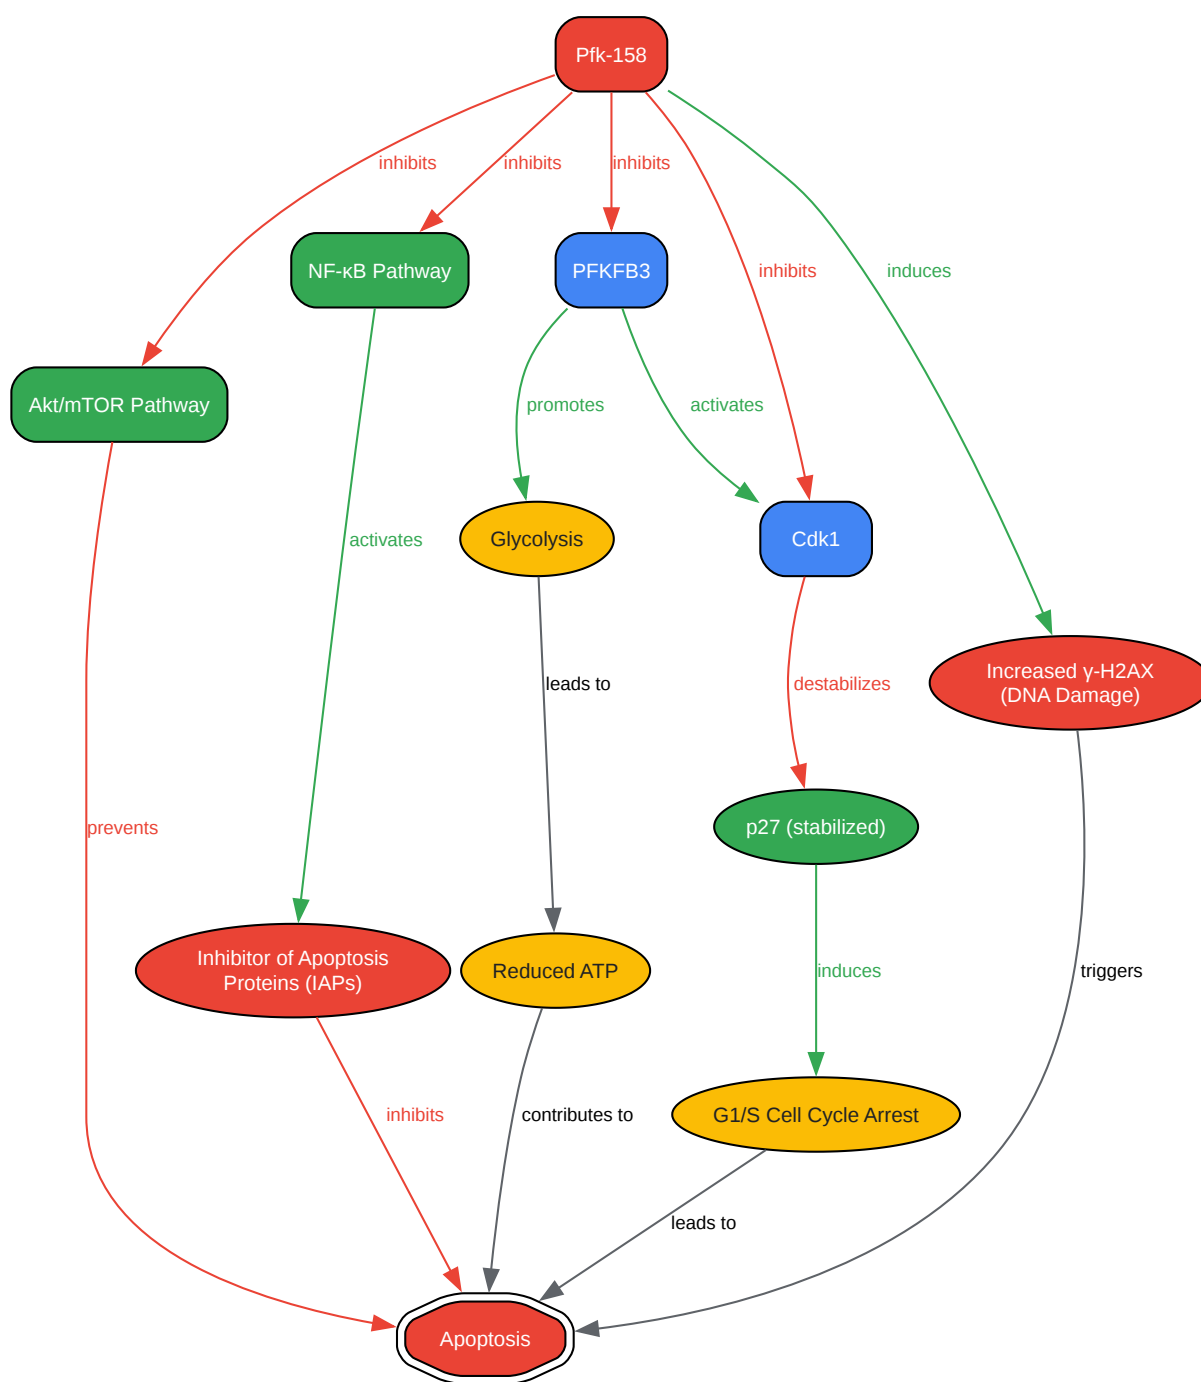 Pfk-158
inhibits
inhibits
inhibits
NF-κB Pathway
PFKFB3
inhibits
induces
Akt/mTOR Pathway
promotes
activates
activates
Glycolysis
Cdk1
leads to
destabilizes
Increased γ-H2AX
(DNA Damage)
prevents
p27 (stabilized)
Inhibitor of Apoptosis
Proteins (IAPs)
Reduced ATP
induces
triggers
inhibits
contributes to
G1/S Cell Cycle Arrest
leads to
Apoptosis